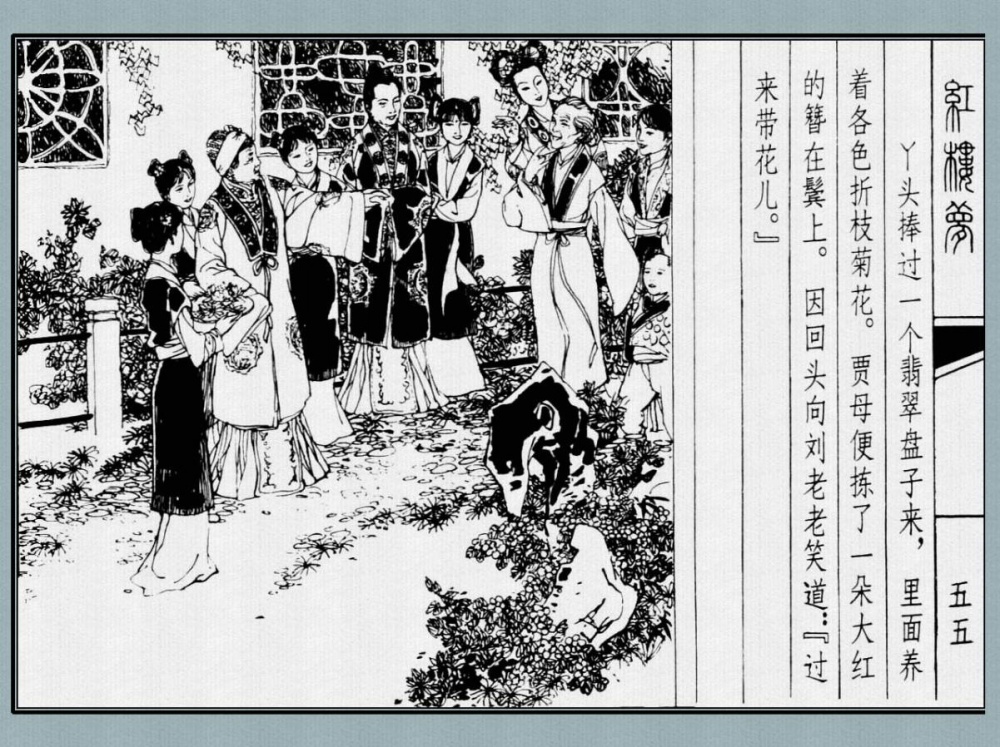 红楼梦
丫头捧过一个翡翠盘子来，里面养
着各色折枝菊花。贾母便拣了一朵大红
的簪在鬓上。因回头向刘老老笑道：『过
来带花儿。』
五五